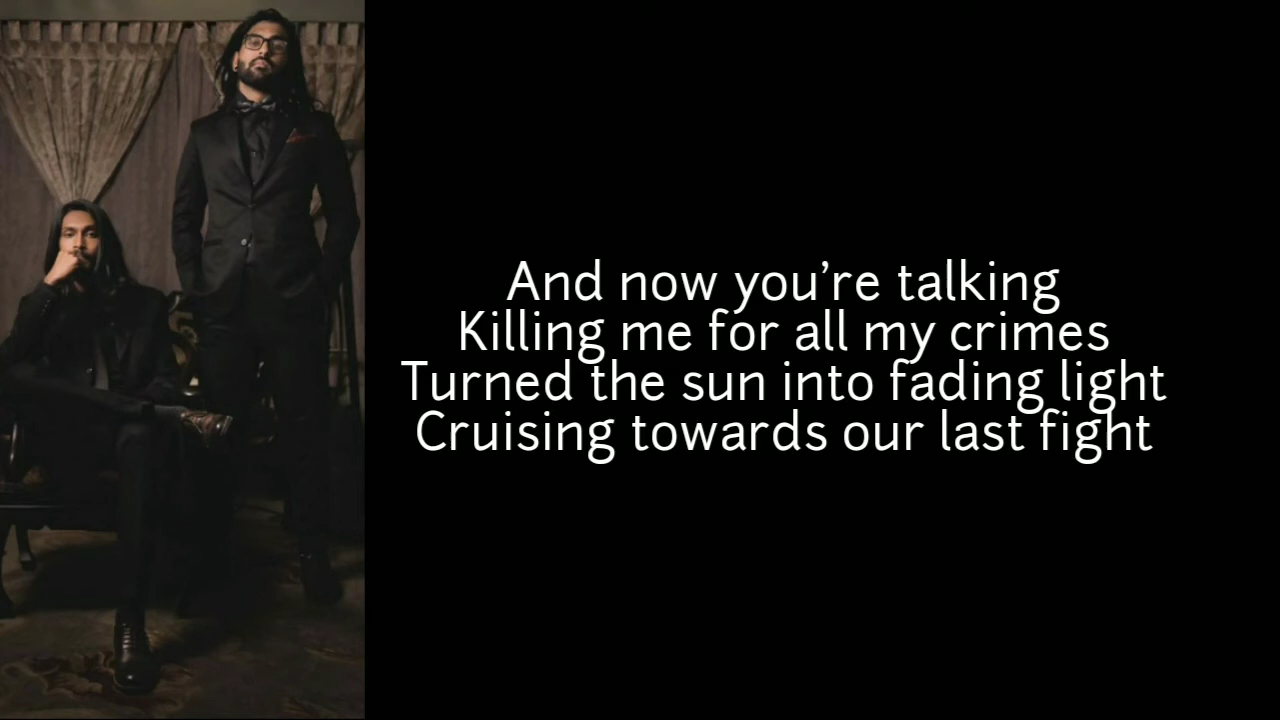 And now you’re talking
Killing me for all my crimes
Turned the sun into fading light
Cruising towards our last fight